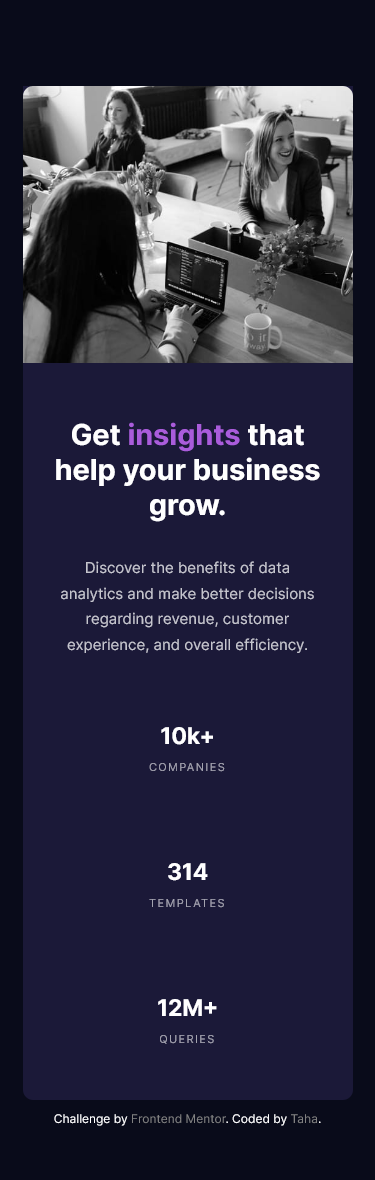 Get insights that
help your business
grow.
Discover the benefits of data
analytics and make better decisions
regarding revenue, customer
experience, and overall efficiency.
10k+
COMPANIES
314
TEMPLATES
12M+
QUERIES
Challenge by Frontend Mentor. Coded by Taha.